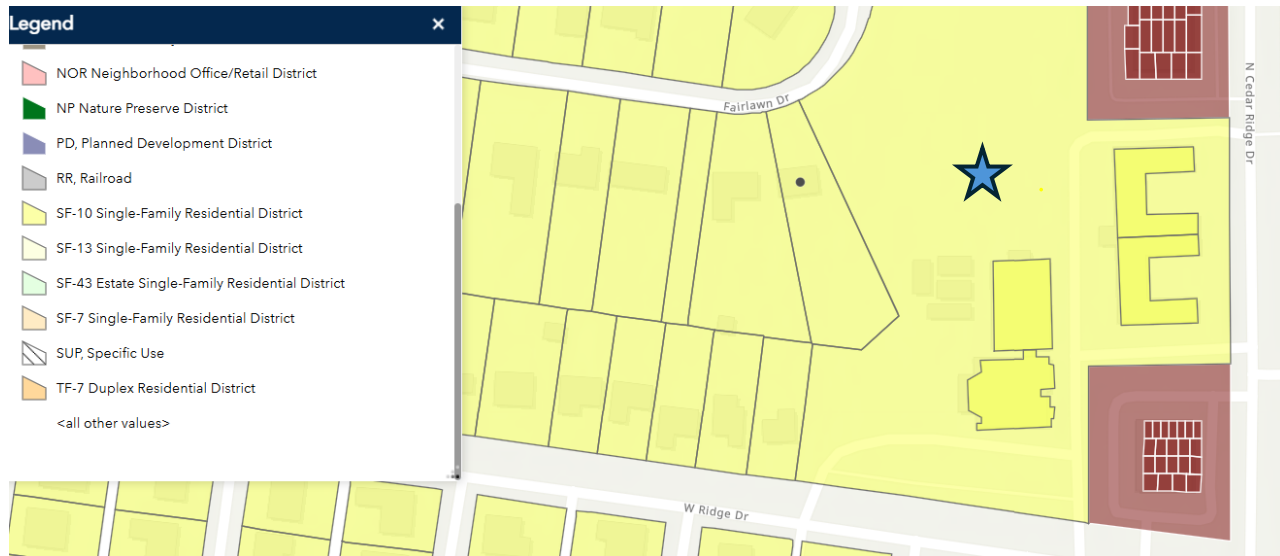 Legend
NOR Neighborhood Office/Retail District
NP Nature Preserve District
PD, Planned Development District
RR, Railroad
SF-10 Single-Family Residential District
SF-13 Single-Family Residential District
SF-43 Estate Single-Family Residential District
SF-7 Single-Family Residential District
SUP, Specific Use
TF-7 Duplex Residential District
<all other values>
Fairlawn Dr
N Cedar Ridge Dr
W Ridge Dr